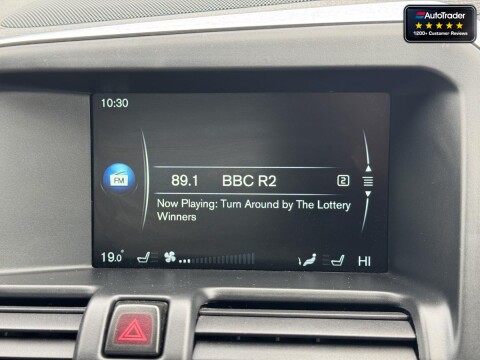 AutoTrader
1200+ Customer Reviews
10:30
FM
89.1 BBC R2 2
Now Playing: Turn Around by The Lottery
Winners
19.0° HI